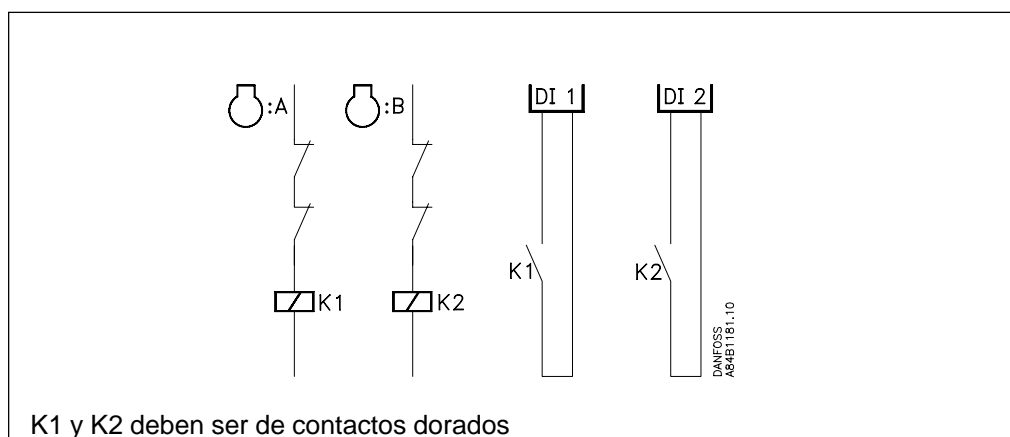 :A
:B
DI 1
DI 2
K1
K2
K1
K2
DANFOSS
A84B1181.10
K1 y K2 deben ser de contactos dorados